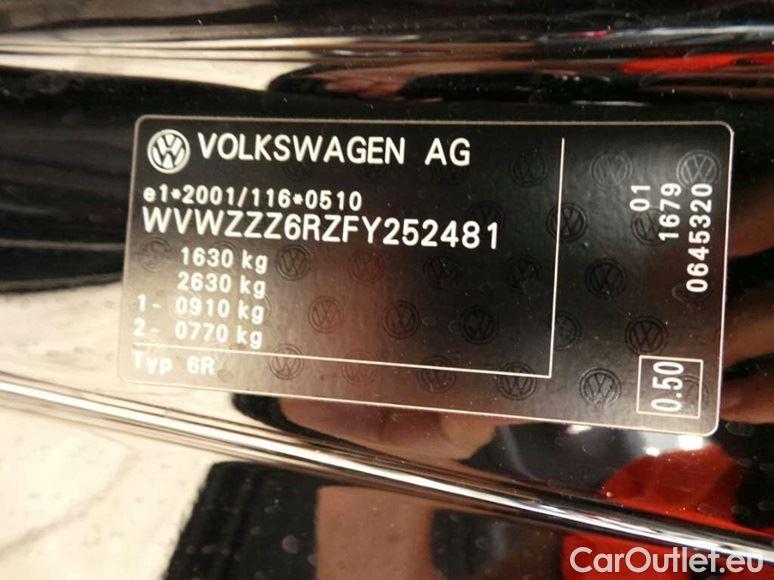 VOLKSWAGEN AG
e1*2001/116*0510
WVWZZZ6RZFY252481
1630 kg
2630 kg
1- 0910 kg
2- 0770 kg
Typ 6R
01
1679
0645320
0.50
CarOutlet.eu